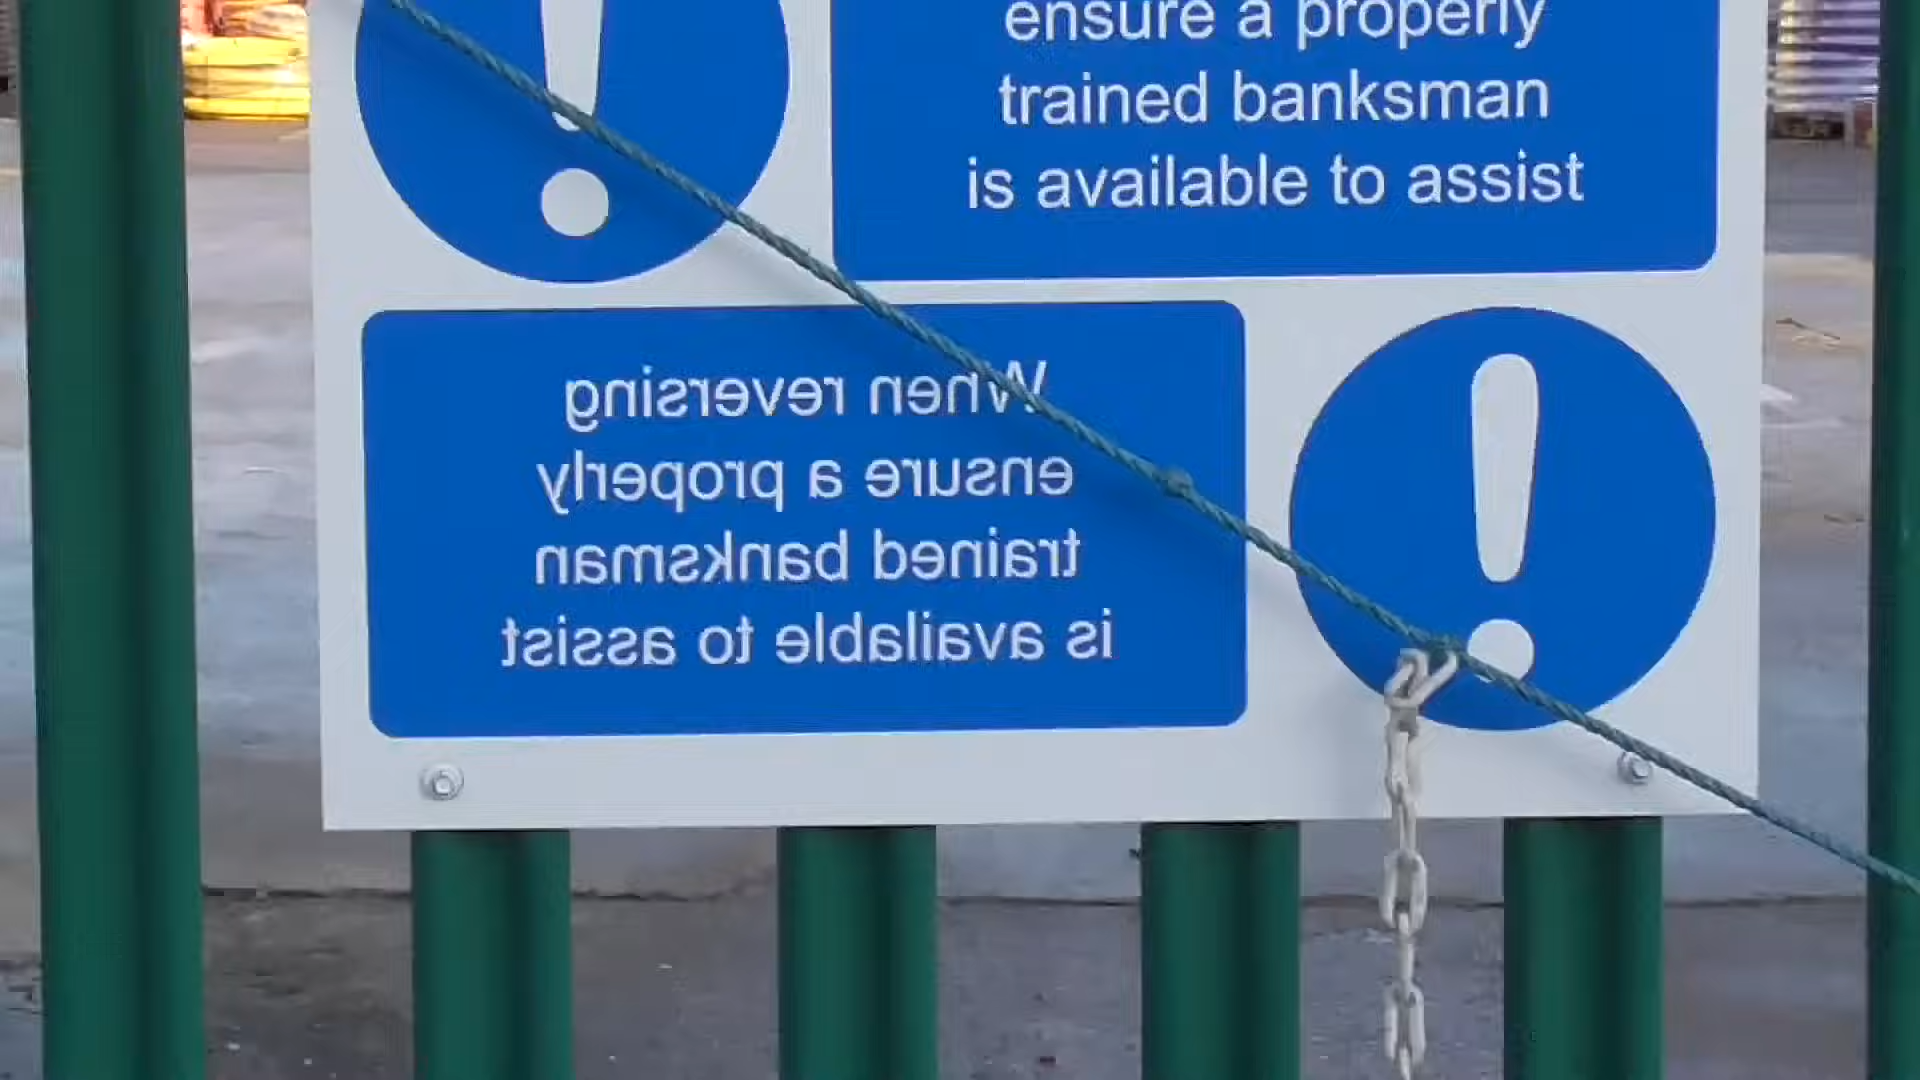 ensure a properly
trained banksman
is available to assist
When reversing
ensure a properly
trained banksman
is available to assist